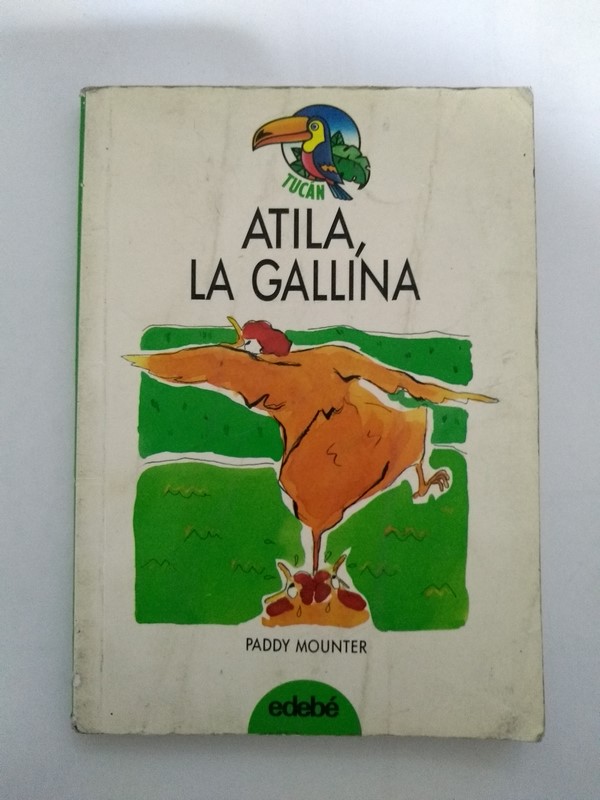 TUCÁN
ATILA,
LA GALLINA
PADDY MOUNTER
edebé